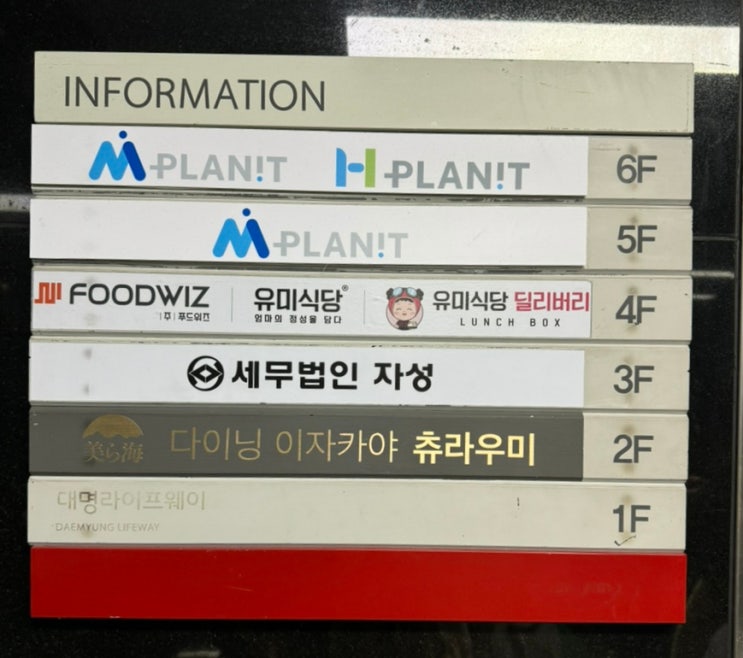 INFORMATION
M-PLAN!T H-PLAN!T 6F
M-PLAN!T 5F
FOODWIZ 유미식당® 유미식당 딜리버리 4F
(주)푸드위즈 엄마의 정성을 담다 LUNCH BOX
세무법인 자성 3F
美ら海 다이닝 이자카야 츄라우미 2F
대명라이프웨이
DAEMYUNG LIFEWAY
1F